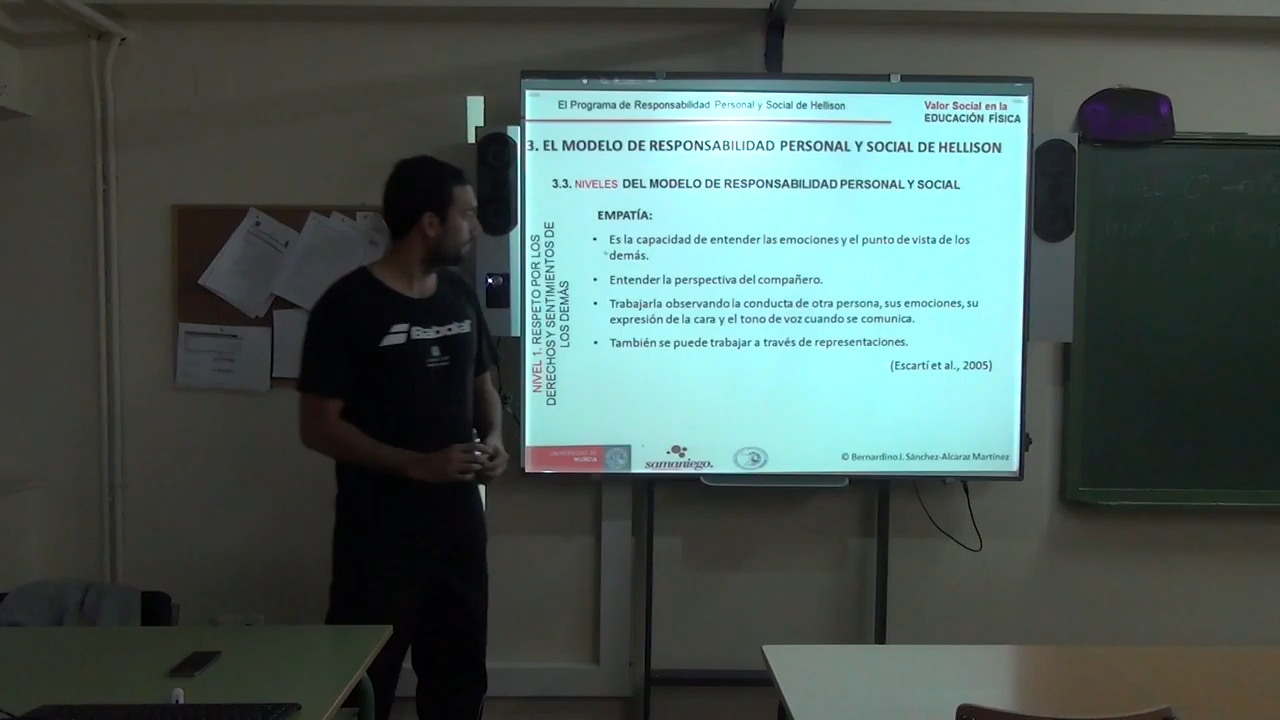 El Programa de Responsabilidad Personal y Social de Hellison
Valor Social en la
EDUCACIÓN FÍSICA
3. EL MODELO DE RESPONSABILIDAD PERSONAL Y SOCIAL DE HELLISON
3.3. NIVELES DEL MODELO DE RESPONSABILIDAD PERSONAL Y SOCIAL
NIVEL 1. RESPETO POR LOS
DERECHOS Y SENTIMIENTOS DE
LOS DEMÁS
EMPATÍA:
• Es la capacidad de entender las emociones y el punto de vista de los
demás.
• Entender la perspectiva del compañero.
• Trabajarla observando la conducta de otra persona, sus emociones, su
expresión de la cara y el tono de voz cuando se comunica.
• También se puede trabajar a través de representaciones.
(Escartí et al., 2005)
UNIVERSIDAD DE
MURCIA
samaniego.
© Bernardino J. Sánchez-Alcaraz Martínez
Babolat